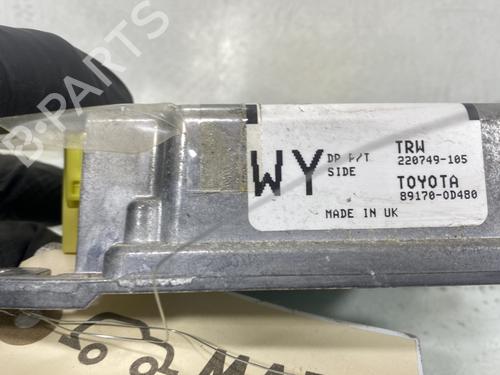 B-PARTS
WY
DP P/T
SIDE
TRW
220749-105
TOYOTA
89170-0D480
MADE IN UK